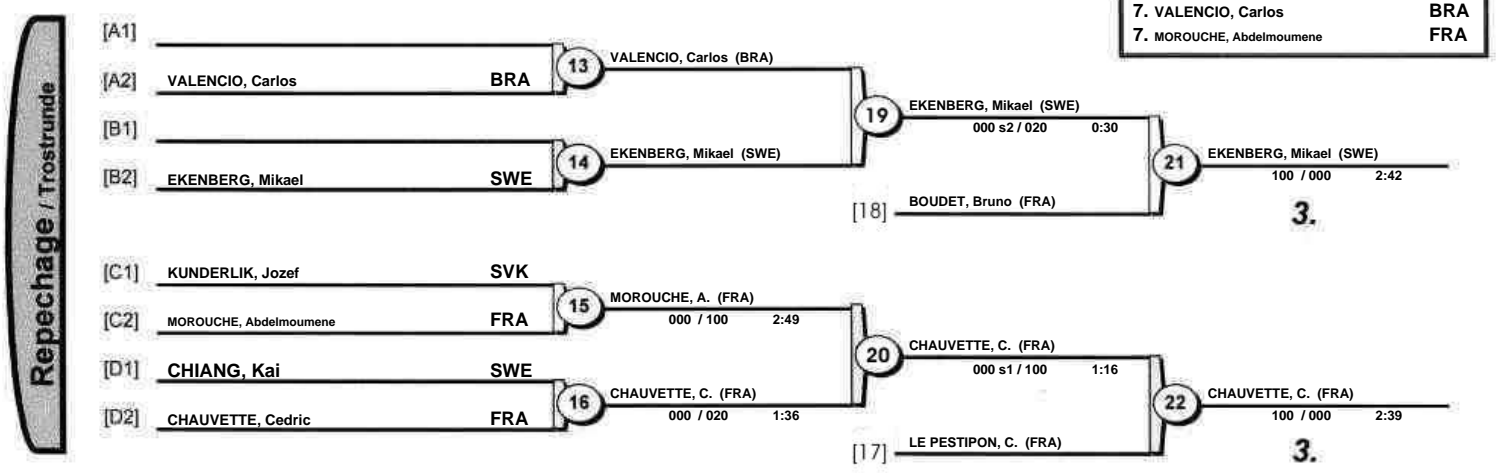 7. VALENCIO, Carlos BRA
7. MOROUCHE, Abdelmoumene FRA
Repechage / Trostrunde
[A1]
[A2] VALENCIO, Carlos BRA
13
VALENCIO, Carlos (BRA)
[B1]
[B2] EKENBERG, Mikael SWE
14
EKENBERG, Mikael (SWE)
19
EKENBERG, Mikael (SWE)
000 s2 / 020 0:30
[18] BOUDET, Bruno (FRA)
21
EKENBERG, Mikael (SWE)
100 / 000 2:42
3.
[C1] KUNDERLIK, Jozef SVK
[C2] MOROUCHE, Abdelmoumene FRA
15
MOROUCHE, A. (FRA)
000 / 100 2:49
[D1] CHIANG, Kai SWE
[D2] CHAUVETTE, Cedric FRA
16
CHAUVETTE, C. (FRA)
000 / 020 1:36
20
CHAUVETTE, C. (FRA)
000 s1 / 100 1:16
[17] LE PESTIPON, C. (FRA)
22
CHAUVETTE, C. (FRA)
100 / 000 2:39
3.